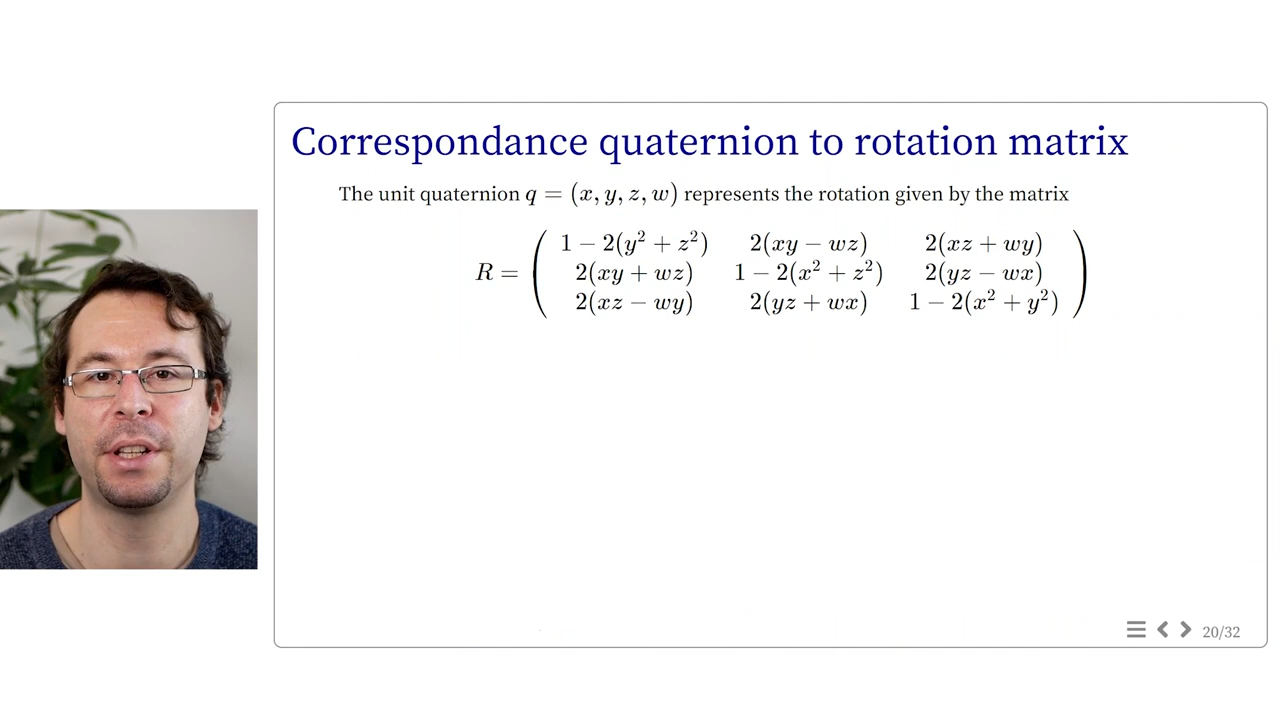 Correspondance quaternion to rotation matrix
The unit quaternion q = (x, y, z, w) represents the rotation given by the matrix
R = ( 1 − 2(y² + z²) 2(xy − wz) 2(xz + wy)
2(xy + wz) 1 − 2(x² + z²) 2(yz − wx)
2(xz − wy) 2(yz + wx) 1 − 2(x² + y²) )
20/32